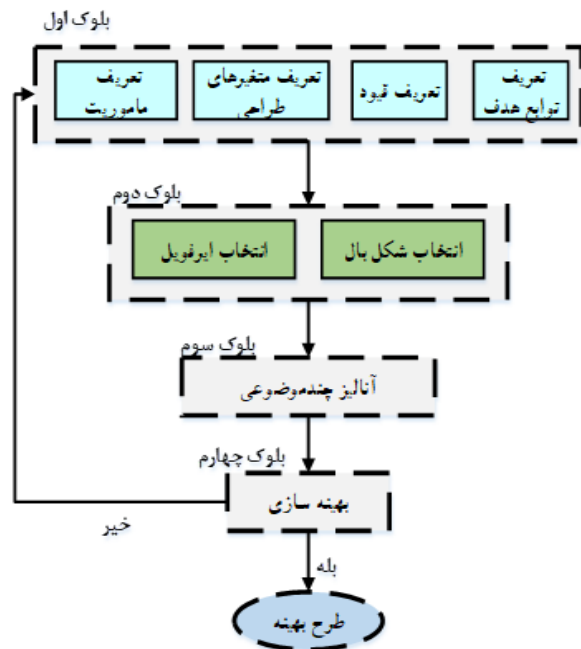 بلوک اول
تعریف
توابع هدف
تعریف قیود
تعریف متغیرهای
طراحی
تعریف
ماموریت
بلوک دوم
انتخاب شکل بال
انتخاب ایرفویل
بلوک سوم
آنالیز چندموضوعی
بلوک چهارم
بهینه سازی
خیر
بله
طرح بهینه